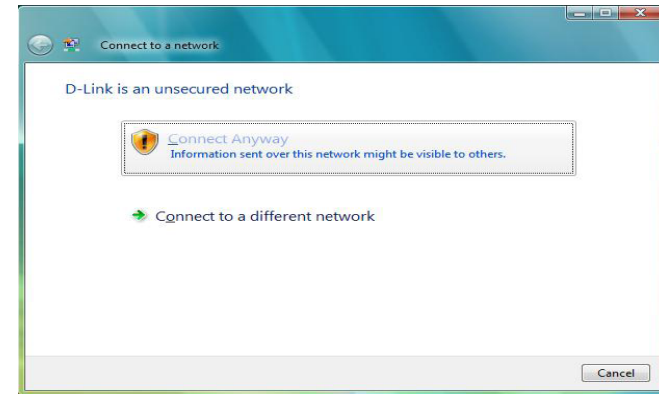 Connect to a network
D-Link is an unsecured network
Connect Anyway
Information sent over this network might be visible to others.
Connect to a different network
Cancel